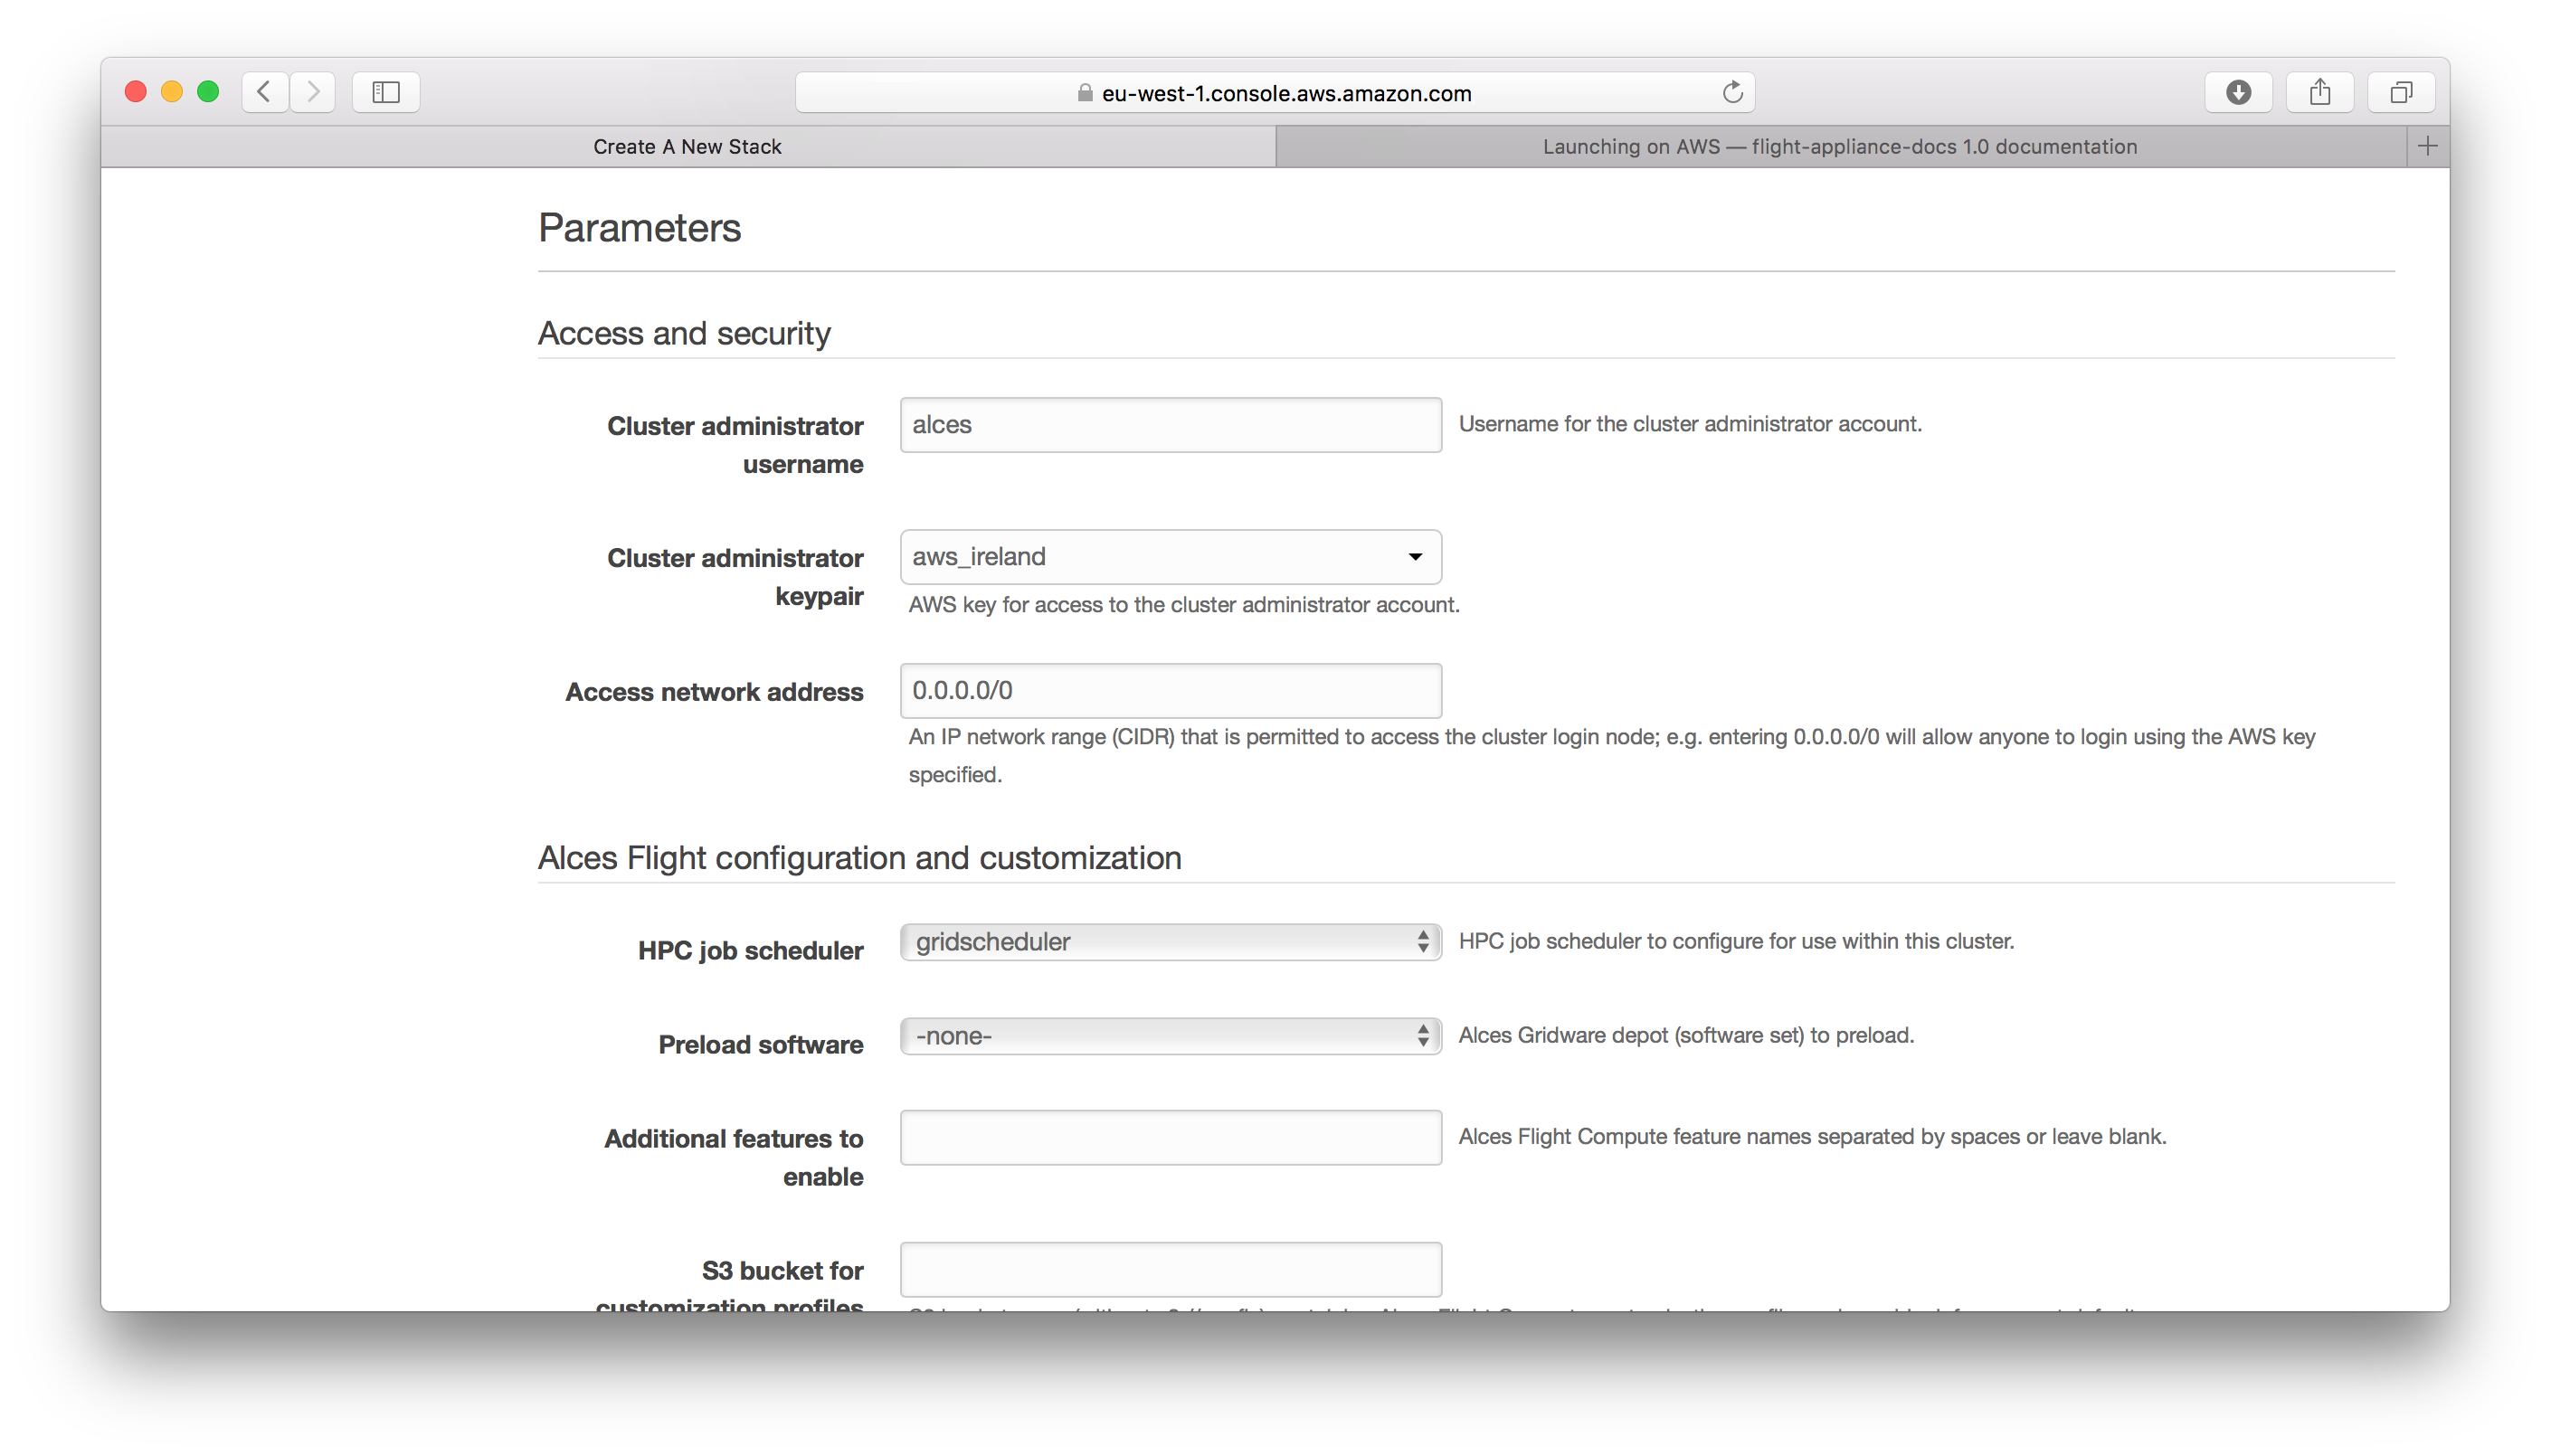 eu-west-1.console.aws.amazon.com
Create A New Stack
Launching on AWS — flight-appliance-docs 1.0 documentation
Parameters
Access and security
Cluster administrator
username
alces
Username for the cluster administrator account.
Cluster administrator
keypair
aws_ireland
AWS key for access to the cluster administrator account.
Access network address
0.0.0.0/0
An IP network range (CIDR) that is permitted to access the cluster login node; e.g. entering 0.0.0.0/0 will allow anyone to login using the AWS key
specified.
Alces Flight configuration and customization
HPC job scheduler
gridscheduler
HPC job scheduler to configure for use within this cluster.
Preload software
-none-
Alces Gridware depot (software set) to preload.
Additional features to
enable
Alces Flight Compute feature names separated by spaces or leave blank.
S3 bucket for
customization profiles